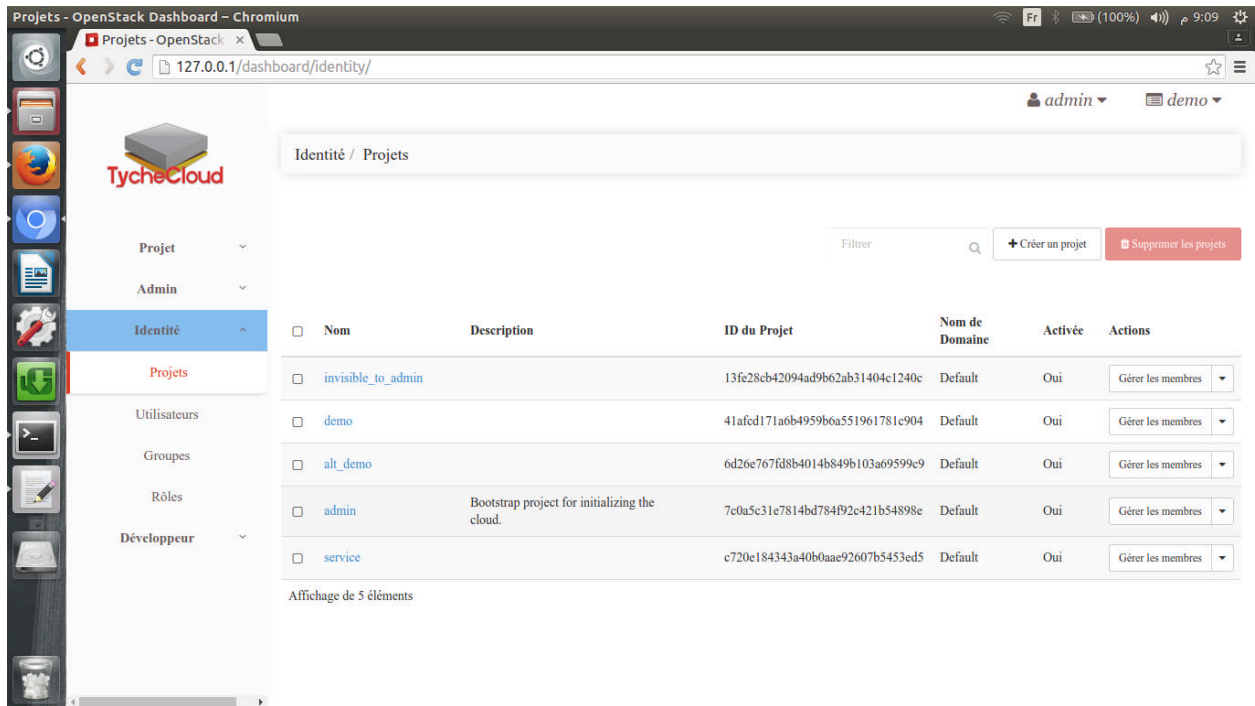 Projets - OpenStack Dashboard – Chromium
Fr (100%) م 9:09
Projets - OpenStack ×
127.0.0.1/dashboard/identity/
admin demo
TycheCloud
Identité / Projets
Filtrer Créer un projet Supprimer les projets
Projet
Admin
Identité
Projets
Utilisateurs
Groupes
Rôles
Développeur
Nom Description ID du Projet Nom de Domaine Activée Actions
invisible_to_admin 13fe28cb42094ad9b62ab31404c1240c Default Oui Gérer les membres
demo 41afcd171a6b4959b6a551961781c904 Default Oui Gérer les membres
alt_demo 6d26e767fd8b4014b849b103a69599c9 Default Oui Gérer les membres
admin Bootstrap project for initializing the cloud. 7c0a5c31e7814bd784f92c421b54898e Default Oui Gérer les membres
service c720e184343a40b0aae92607b5453ed5 Default Oui Gérer les membres
Affichage de 5 éléments